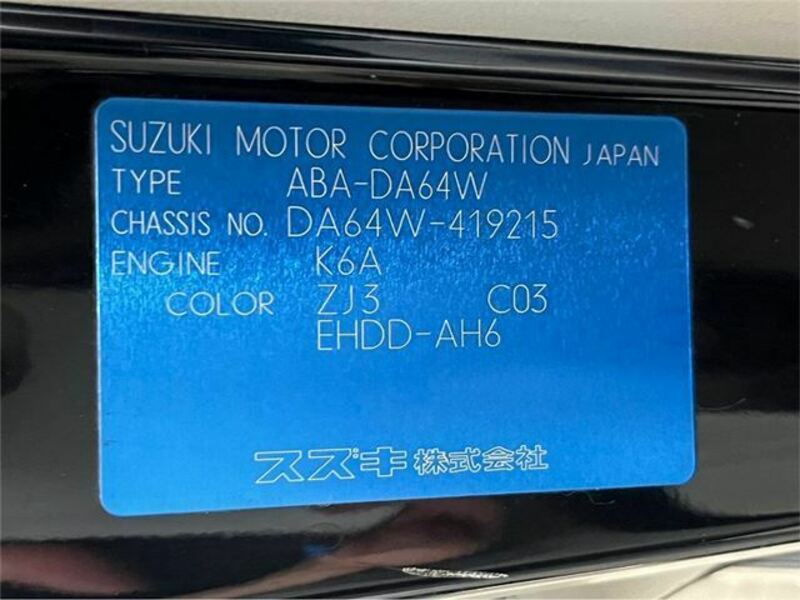 SUZUKI MOTOR CORPORATION JAPAN
TYPE ABA-DA64W
CHASSIS NO. DA64W-419215
ENGINE K6A
COLOR ZJ3 C03
EHDD-AH6
スズキ株式会社